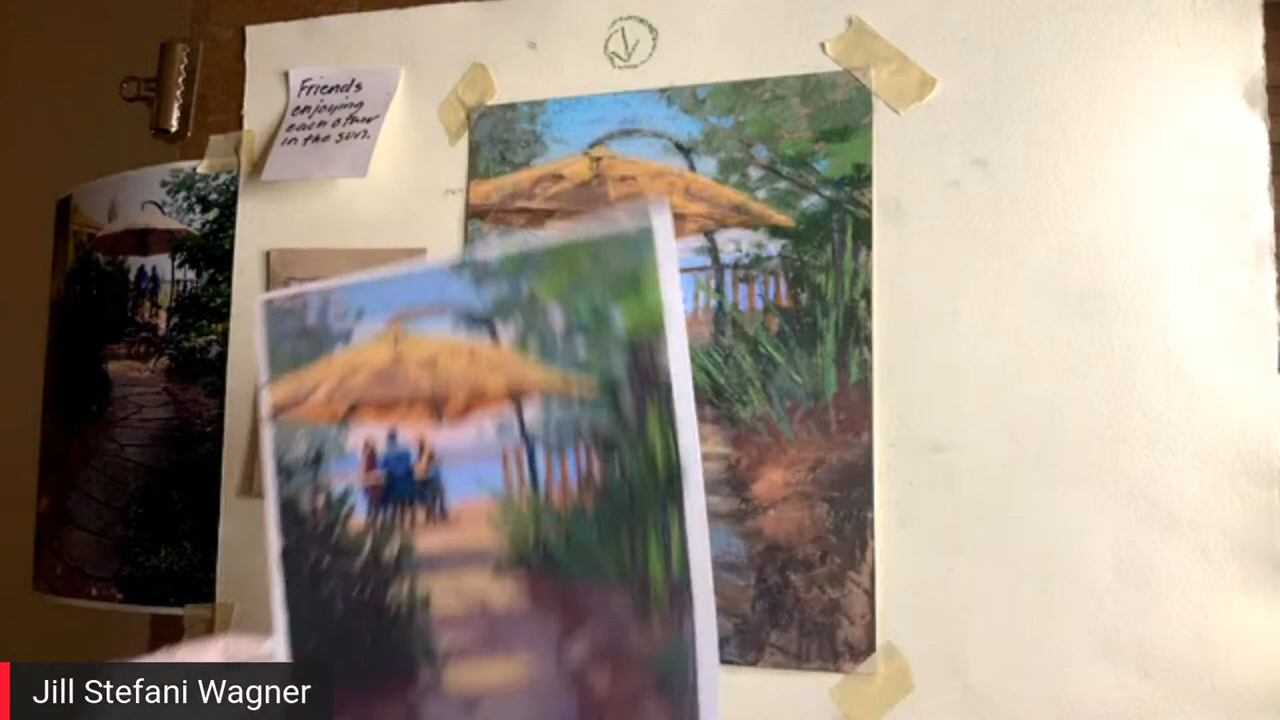 Friends
enjoying
each other
in the sun.
Jill Stefani Wagner